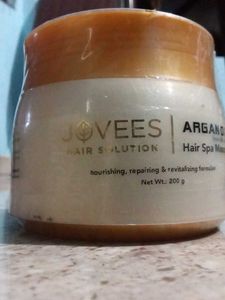 JOVEES
HAIR SOLUTION
ARGAN
Hair Spa
nourishing, repairing & revitalizing formula
Net Wt.: 200 g